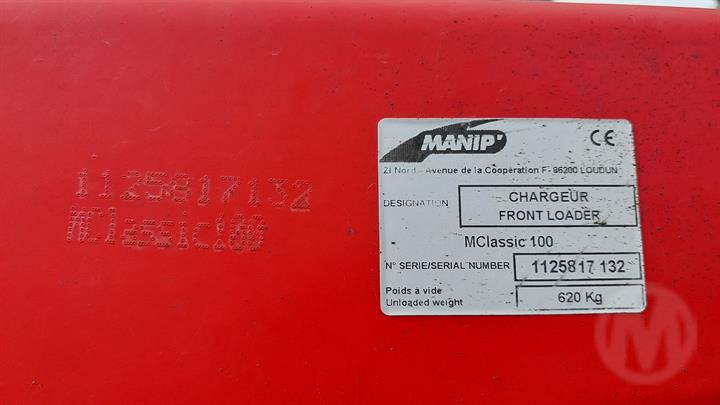 1125817132
MClassic100
MANIP'
CE
ZI Nord - Avenue de la Coopération F- 86200 LOUDUN
DESIGNATION
CHARGEUR
FRONT LOADER
MClassic 100
N° SERIE/SERIAL NUMBER
1125817 132
Poids à vide
Unloaded weight
620 Kg
M